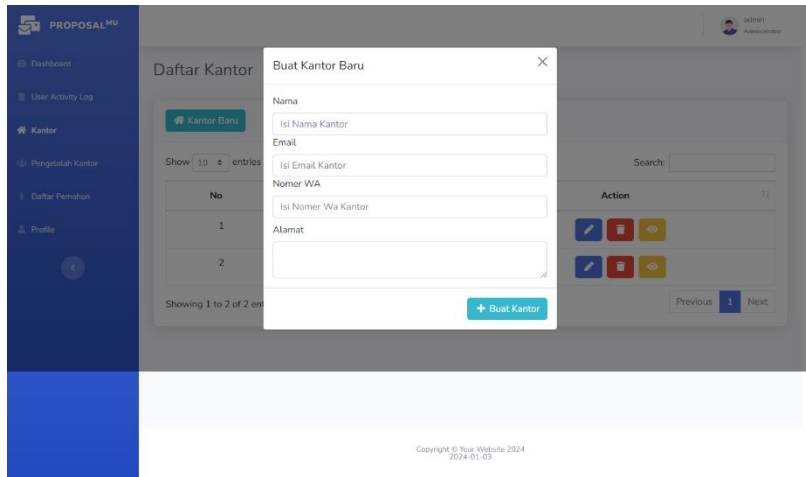 PROPOSALᴹᵁ
admin
Administrator
Dashboard
User Activity Log
Kantor
Pengelolah Kantor
Daftar Pemohon
Profile
Daftar Kantor
Kantor Baru
Show 10 entries
Search:
No
Action
1
2
Showing 1 to 2 of 2 ent
Previous 1 Next
Buat Kantor Baru
Nama
Isi Nama Kantor
Email
Isi Email Kantor
Nomer WA
Isi Nomer Wa Kantor
Alamat
Buat Kantor
Copyright © Your Website 2024
2024-01-03